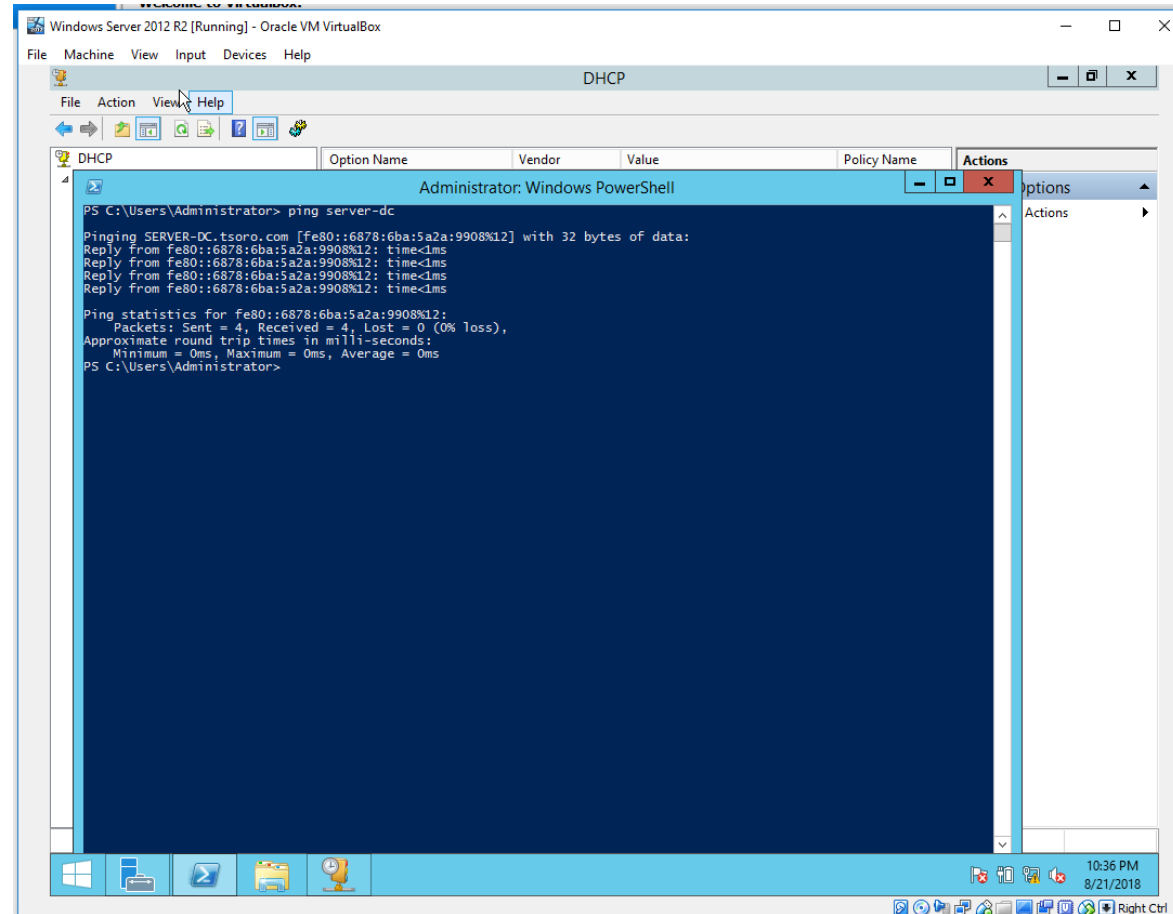 Welcome to VirtualBox!
Windows Server 2012 R2 [Running] - Oracle VM VirtualBox
File Machine View Input Devices Help
DHCP
File Action View Help
DHCP
Option Name Vendor Value Policy Name Actions
Administrator: Windows PowerShell
Options
Actions
PS C:\Users\Administrator> ping server-dc
Pinging SERVER-DC.tsoro.com [fe80::6878:6ba:5a2a:9908%12] with 32 bytes of data:
Reply from fe80::6878:6ba:5a2a:9908%12: time<1ms
Reply from fe80::6878:6ba:5a2a:9908%12: time<1ms
Reply from fe80::6878:6ba:5a2a:9908%12: time<1ms
Reply from fe80::6878:6ba:5a2a:9908%12: time<1ms
Ping statistics for fe80::6878:6ba:5a2a:9908%12:
Packets: Sent = 4, Received = 4, Lost = 0 (0% loss),
Approximate round trip times in milli-seconds:
Minimum = 0ms, Maximum = 0ms, Average = 0ms
PS C:\Users\Administrator>
10:36 PM
8/21/2018
Right Ctrl